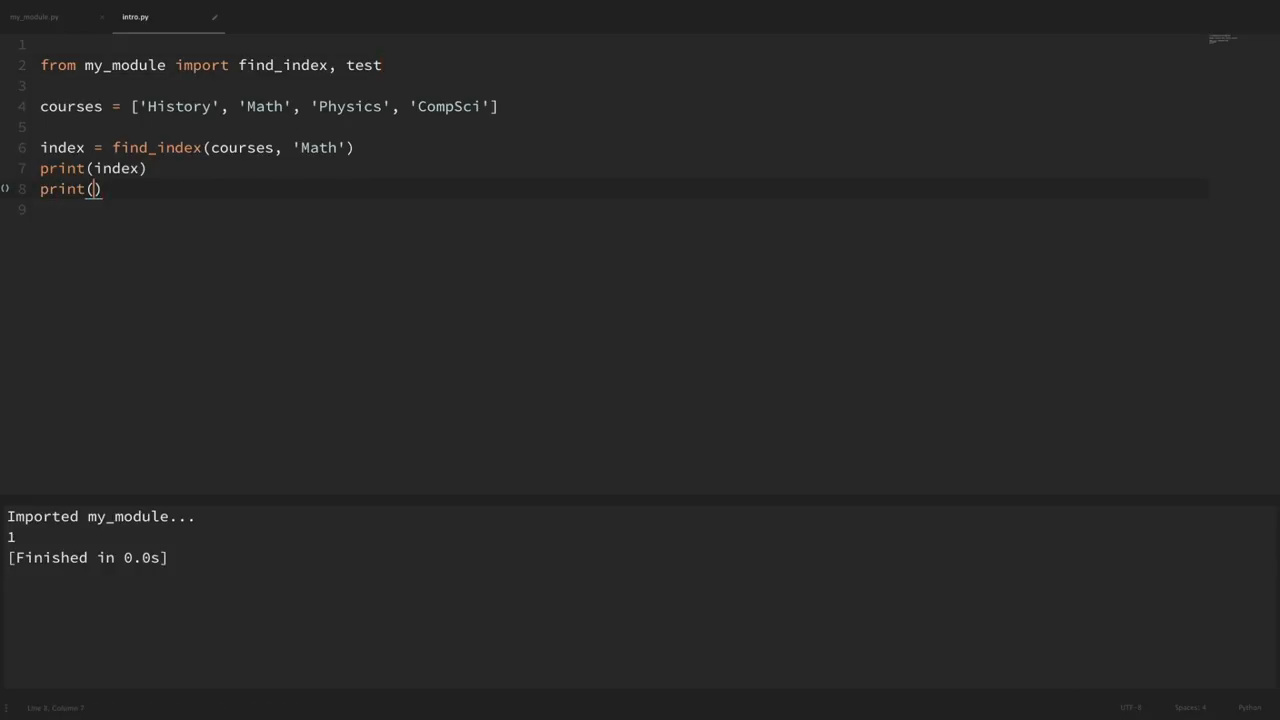 my_module.py × intro.py
1
2 from my_module import find_index, test
3
4 courses = ['History', 'Math', 'Physics', 'CompSci']
5
6 index = find_index(courses, 'Math')
7 print(index)
() 8 print()
9
Imported my_module...
1
[Finished in 0.0s]
Line 8, Column 7 UTF-8 Spaces: 4 Python